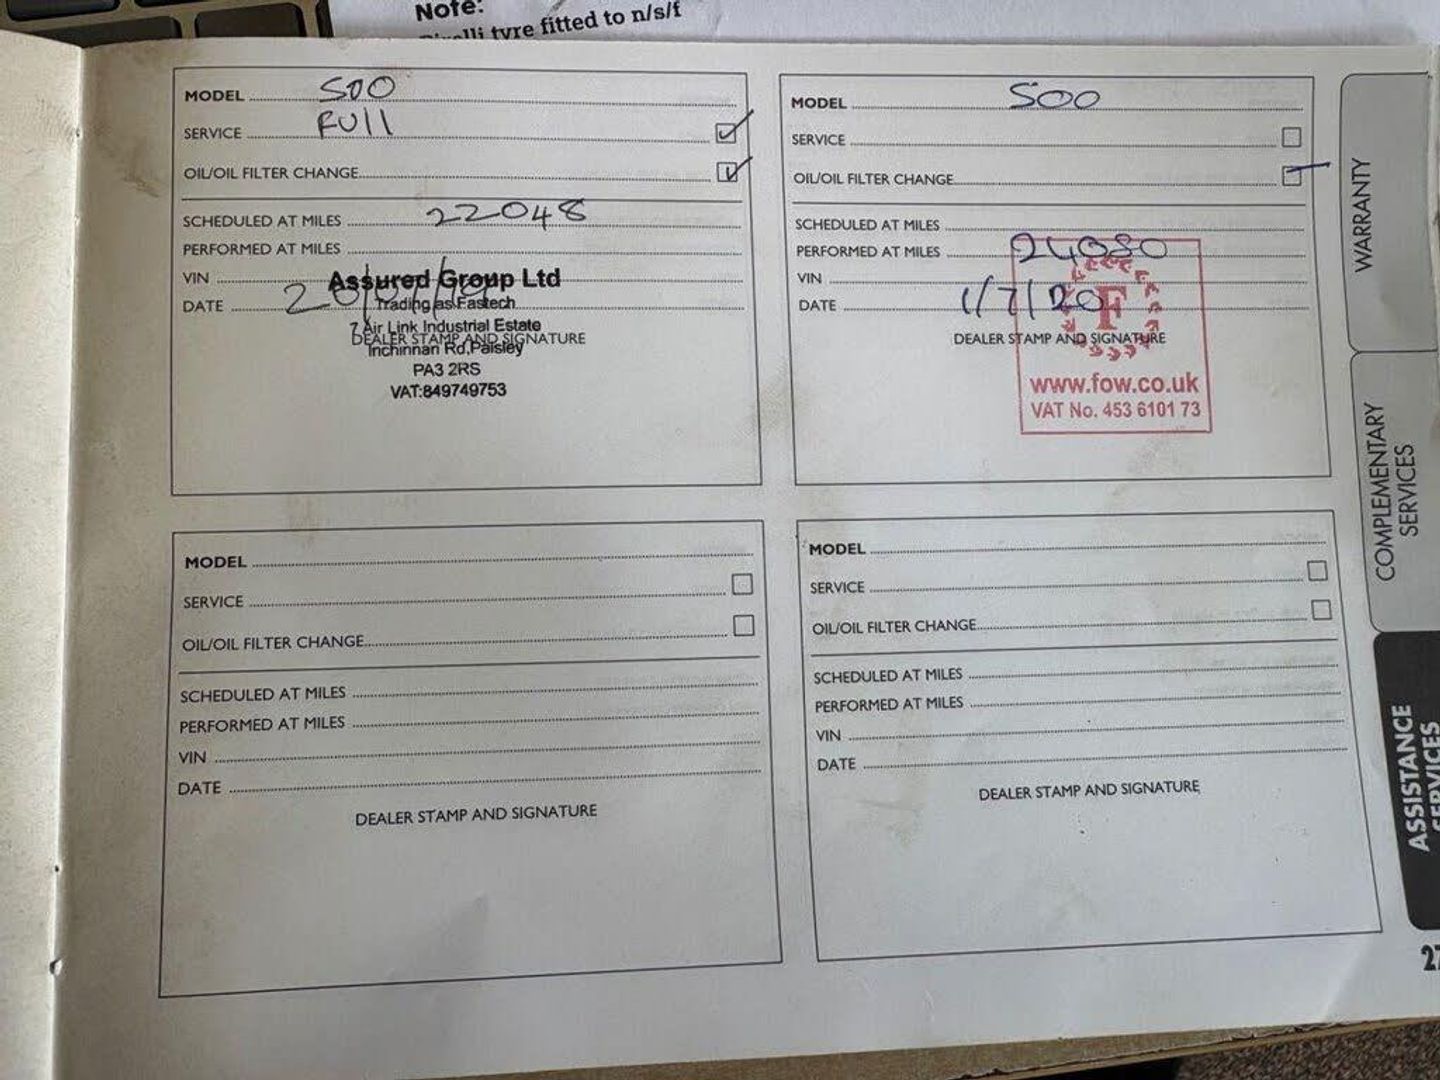 Note:
tyre fitted to n/s/f
MODEL 500
SERVICE FULL
OIL/OIL FILTER CHANGE
SCHEDULED AT MILES 22048
PERFORMED AT MILES
VIN
DATE
Assured Group Ltd
Trading as Fastech
7 Air Link Industrial Estate
DEALER STAMP AND SIGNATURE
Inchinnan Rd, Paisley
PA3 2RS
VAT:849749753
MODEL 500
SERVICE
OIL/OIL FILTER CHANGE
SCHEDULED AT MILES
PERFORMED AT MILES 24080
VIN
DATE 1/7/20
F
DEALER STAMP AND SIGNATURE
www.fow.co.uk
VAT No. 453 6101 73
MODEL
SERVICE
OIL/OIL FILTER CHANGE
SCHEDULED AT MILES
PERFORMED AT MILES
VIN
DATE
DEALER STAMP AND SIGNATURE
MODEL
SERVICE
OIL/OIL FILTER CHANGE
SCHEDULED AT MILES
PERFORMED AT MILES
VIN
DATE
DEALER STAMP AND SIGNATURE
WARRANTY
COMPLEMENTARY
SERVICES
ASSISTANCE
SERVICES
27